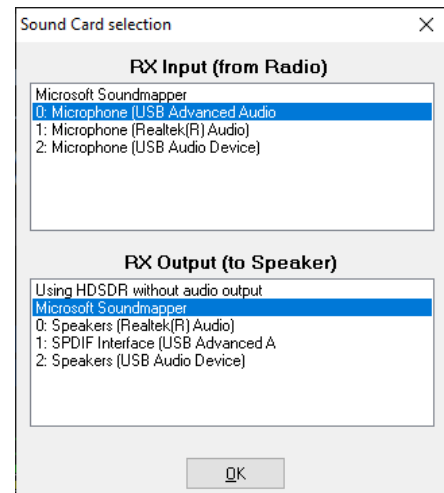 Sound Card selection
RX Input (from Radio)
Microsoft Soundmapper
0: Microphone (USB Advanced Audio
1: Microphone (Realtek(R) Audio)
2: Microphone (USB Audio Device)
RX Output (to Speaker)
Using HDSDR without audio output
Microsoft Soundmapper
0: Speakers (Realtek(R) Audio)
1: SPDIF Interface (USB Advanced A
2: Speakers (USB Audio Device)
OK